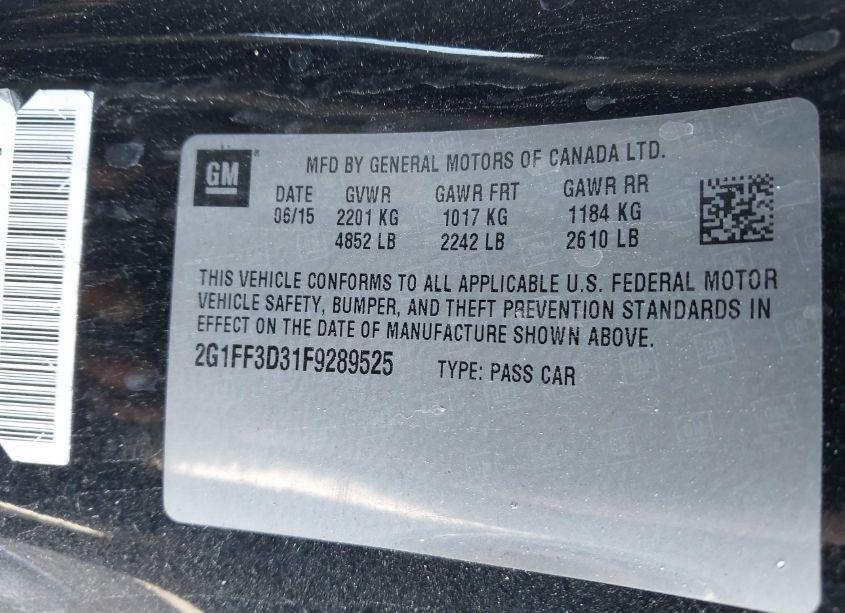 GM
MFD BY GENERAL MOTORS OF CANADA LTD.
DATE GVWR GAWR FRT GAWR RR
06/15 2201 KG 1017 KG 1184 KG
4852 LB 2242 LB 2610 LB
THIS VEHICLE CONFORMS TO ALL APPLICABLE U.S. FEDERAL MOTOR
VEHICLE SAFETY, BUMPER, AND THEFT PREVENTION STANDARDS IN
EFFECT ON THE DATE OF MANUFACTURE SHOWN ABOVE.
2G1FF3D31F9289525 TYPE: PASS CAR